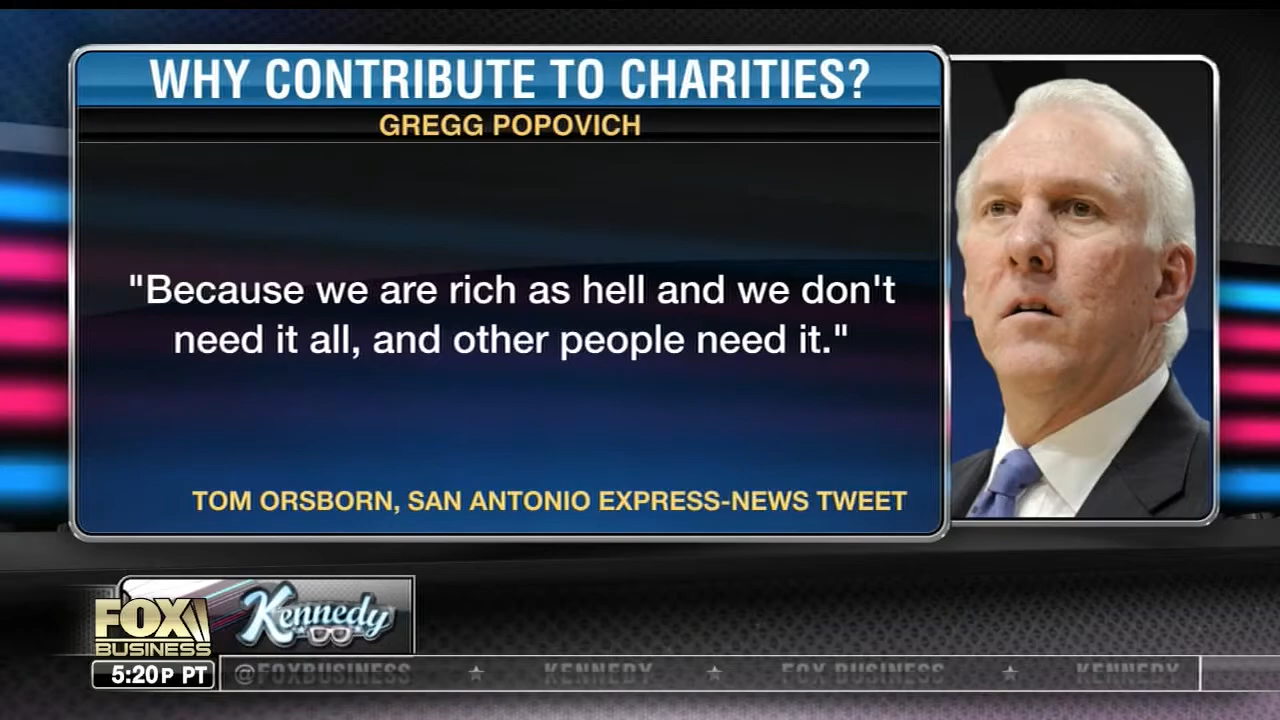 WHY CONTRIBUTE TO CHARITIES?
GREGG POPOVICH
"Because we are rich as hell and we don't
need it all, and other people need it."
TOM ORSBORN, SAN ANTONIO EXPRESS-NEWS TWEET
FOX
BUSINESS
Kennedy
5:20P PT
@FOXBUSINESS KENNEDY FOX BUSINESS KENNEDY